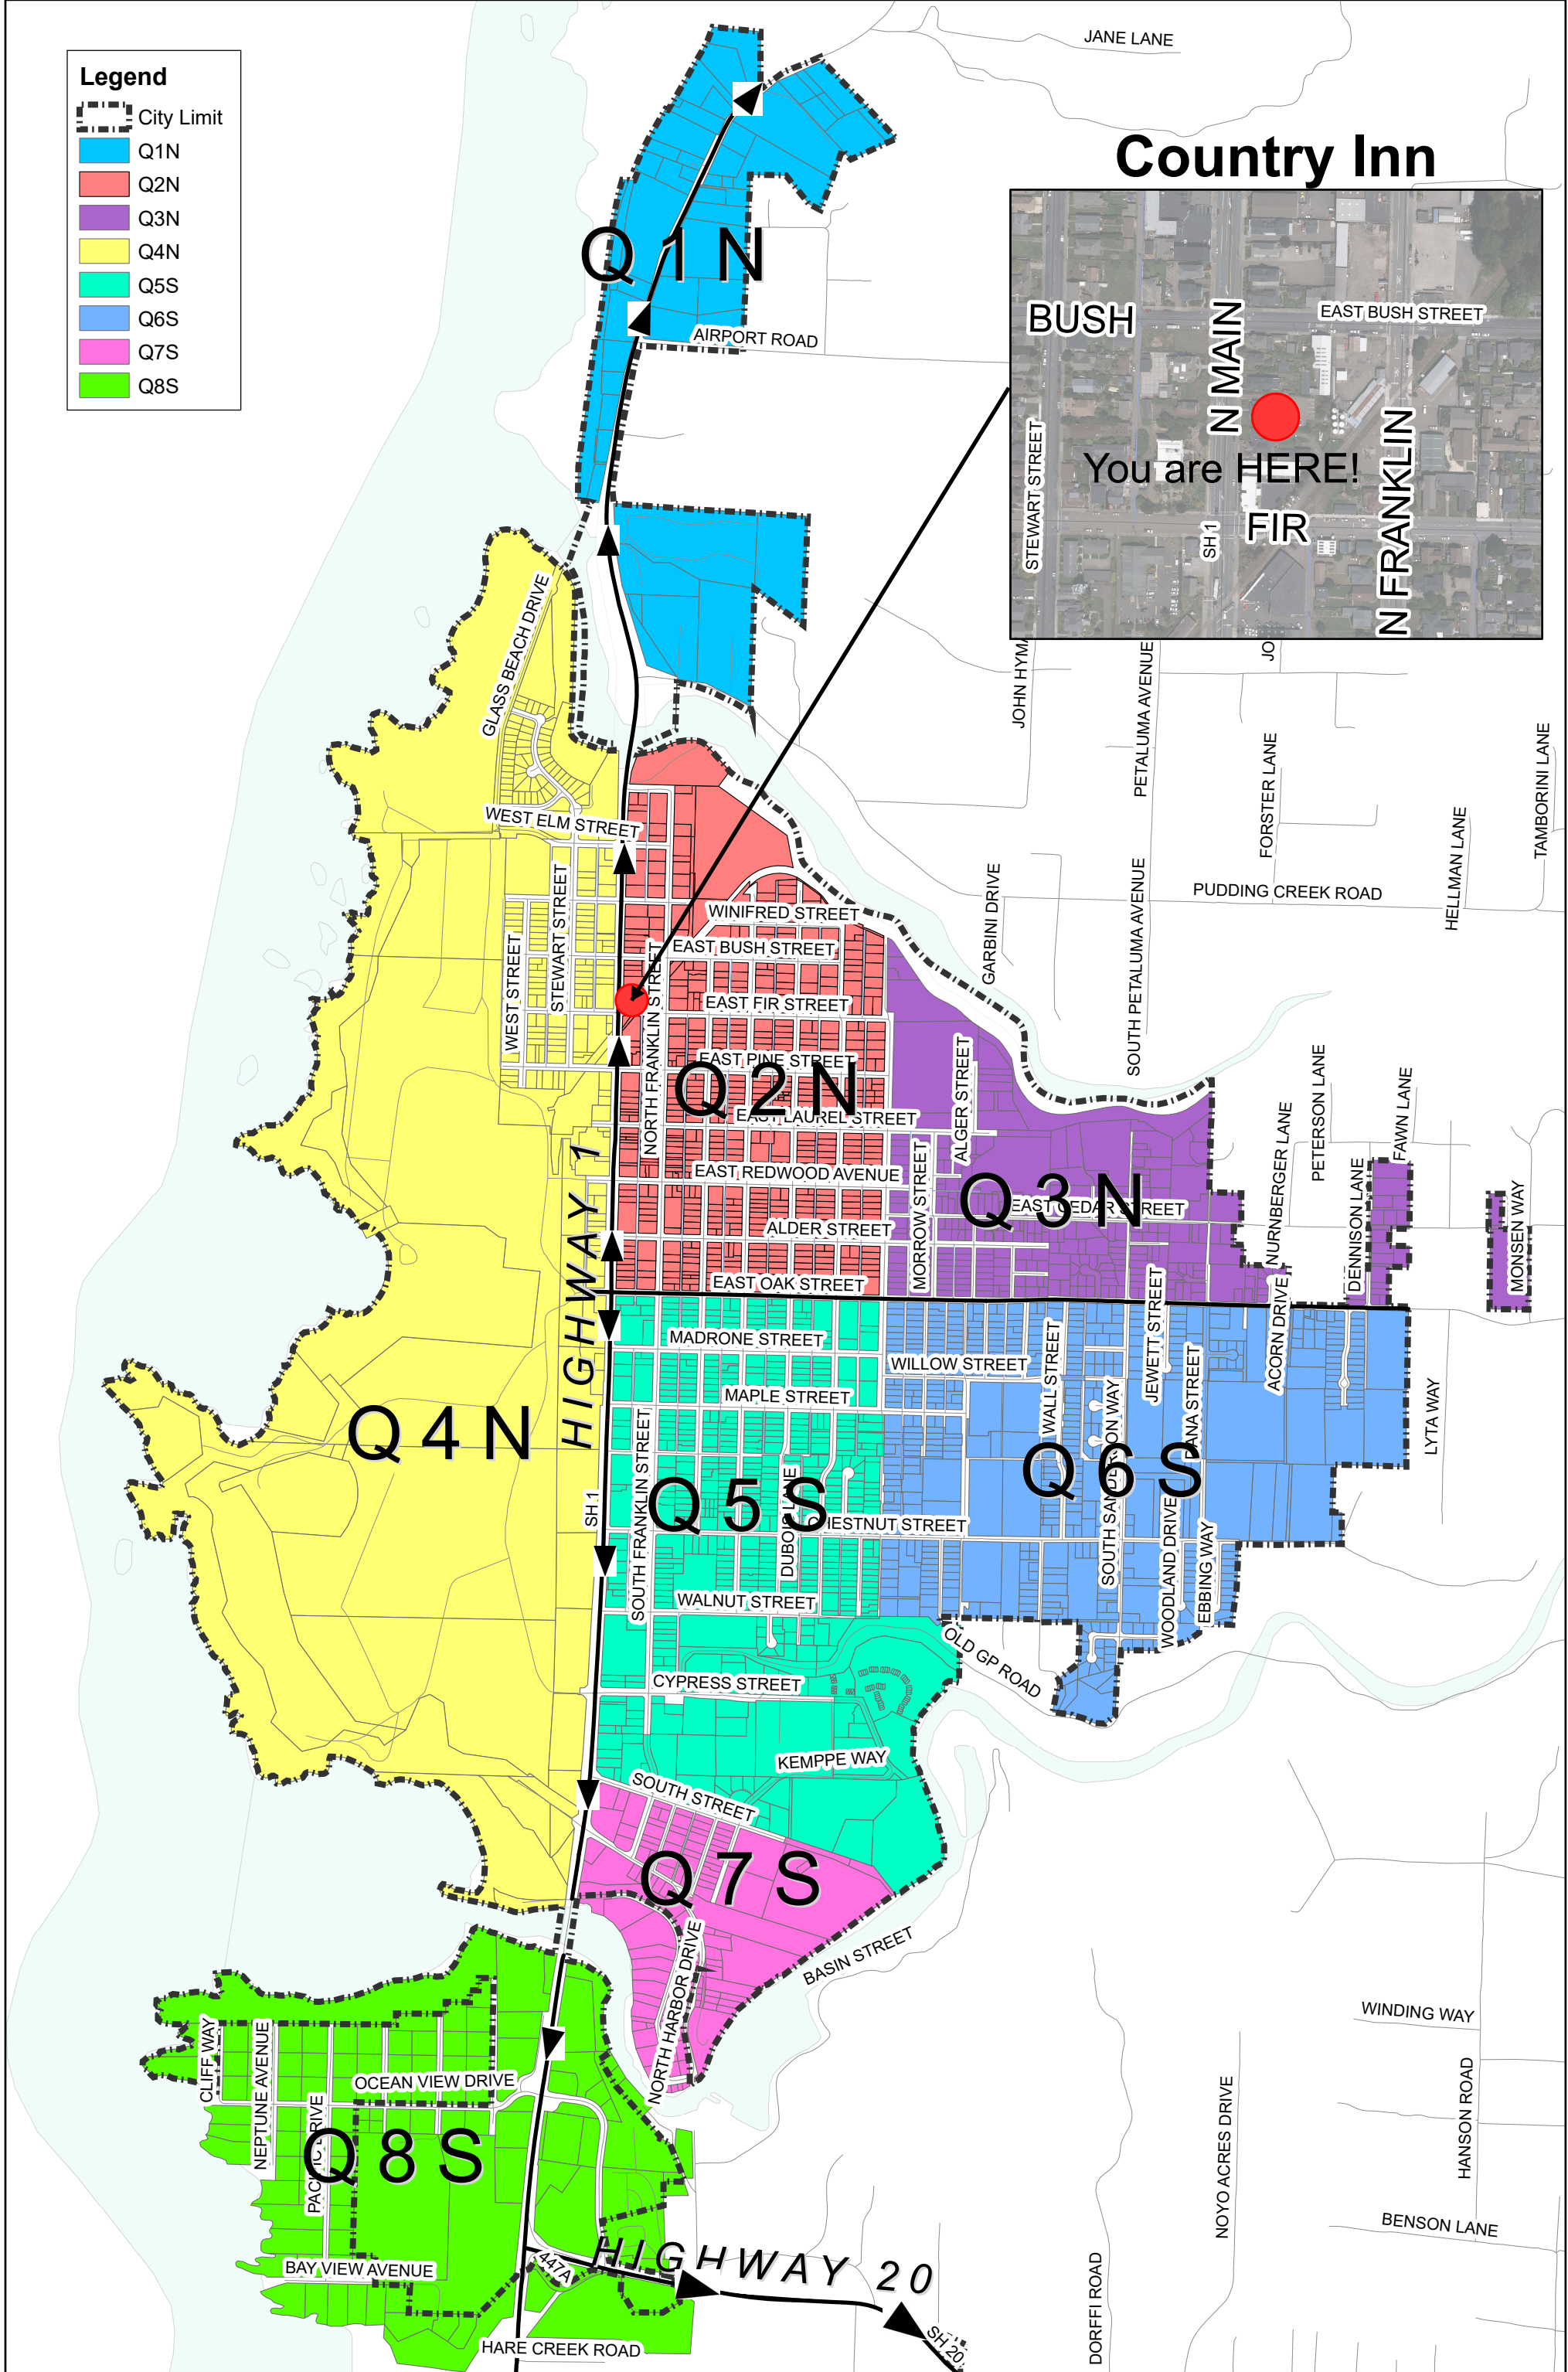 JANE LANE
Legend
City Limit
Q1N
Q2N
Q3N
Q4N
Q5S
Q6S
Q7S
Q8S
Country Inn
BUSH
N MAIN
EAST BUSH STREET
STEWART STREET
You are HERE!
SH 1
FIR
N FRANKLIN
Q 1 N
AIRPORT ROAD
GLASS BEACH DRIVE
JOHN HYMA
PETALUMA AVENUE
JO
FORSTER LANE
TAMBORINI LANE
HELLMAN LANE
PUDDING CREEK ROAD
GARBINI DRIVE
SOUTH PETALUMA AVENUE
WEST ELM STREET
STEWART STREET
WEST STREET
WINIFRED STREET
EAST BUSH STREET
NORTH FRANKLIN STREET
EAST FIR STREET
EAST PINE STREET
Q 2 N
EAST LAUREL STREET
ALGER STREET
EAST REDWOOD AVENUE
MORROW STREET
Q 3 N
EAST CEDAR STREET
ALDER STREET
EAST OAK STREET
NURNBERGER LANE
PETERSON LANE
DENNISON LANE
FAWN LANE
MONSEN WAY
HIGHWAY 1
MADRONE STREET
WILLOW STREET
WALL STREET
JEWETT STREET
ACORN DRIVE
MAPLE STREET
LYTA WAY
Q 4 N
SH 1
SOUTH FRANKLIN STREET
Q 5 S
Q 6 S
WOODLAND DRIVE
EBBING WAY
WALNUT STREET
OLD GP ROAD
CYPRESS STREET
KEMPPE WAY
SOUTH STREET
Q 7 S
NORTH HARBOR DRIVE
BASIN STREET
CLIFF WAY
NEPTUNE AVENUE
OCEAN VIEW DRIVE
Q 8 S
BAY VIEW AVENUE
447A
HIGHWAY 20
HARE CREEK ROAD
SH 20
WINDING WAY
NOYO ACRES DRIVE
HANSON ROAD
BENSON LANE
DORFFI ROAD